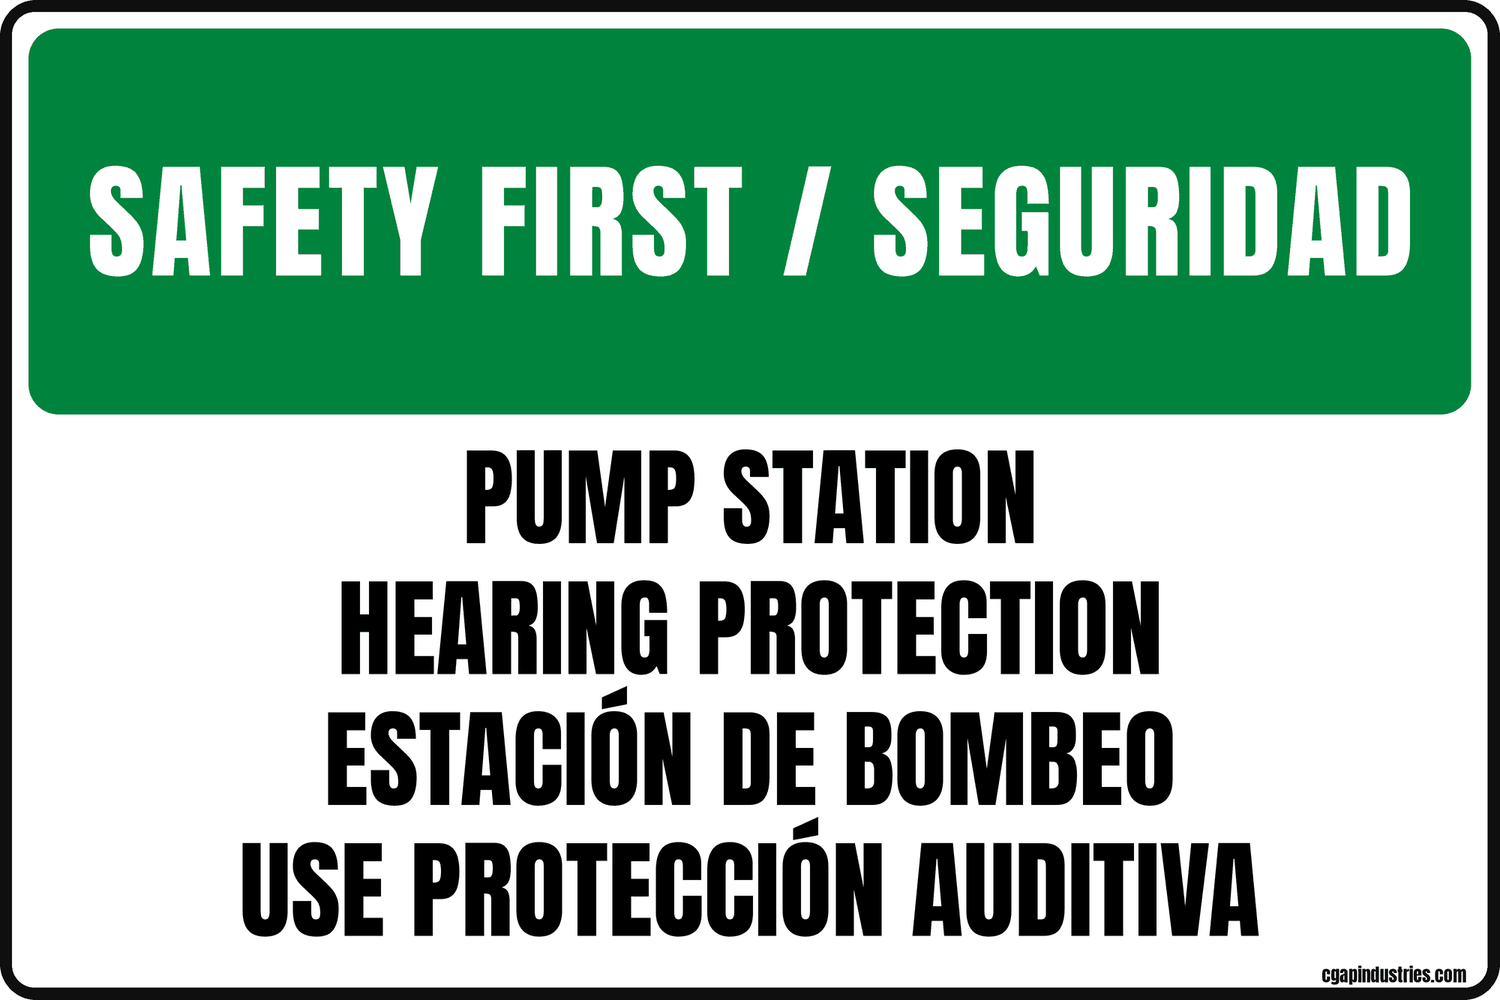 SAFETY FIRST / SEGURIDAD
PUMP STATION
HEARING PROTECTION
ESTACIÓN DE BOMBEO
USE PROTECCIÓN AUDITIVA
cgapindustries.com